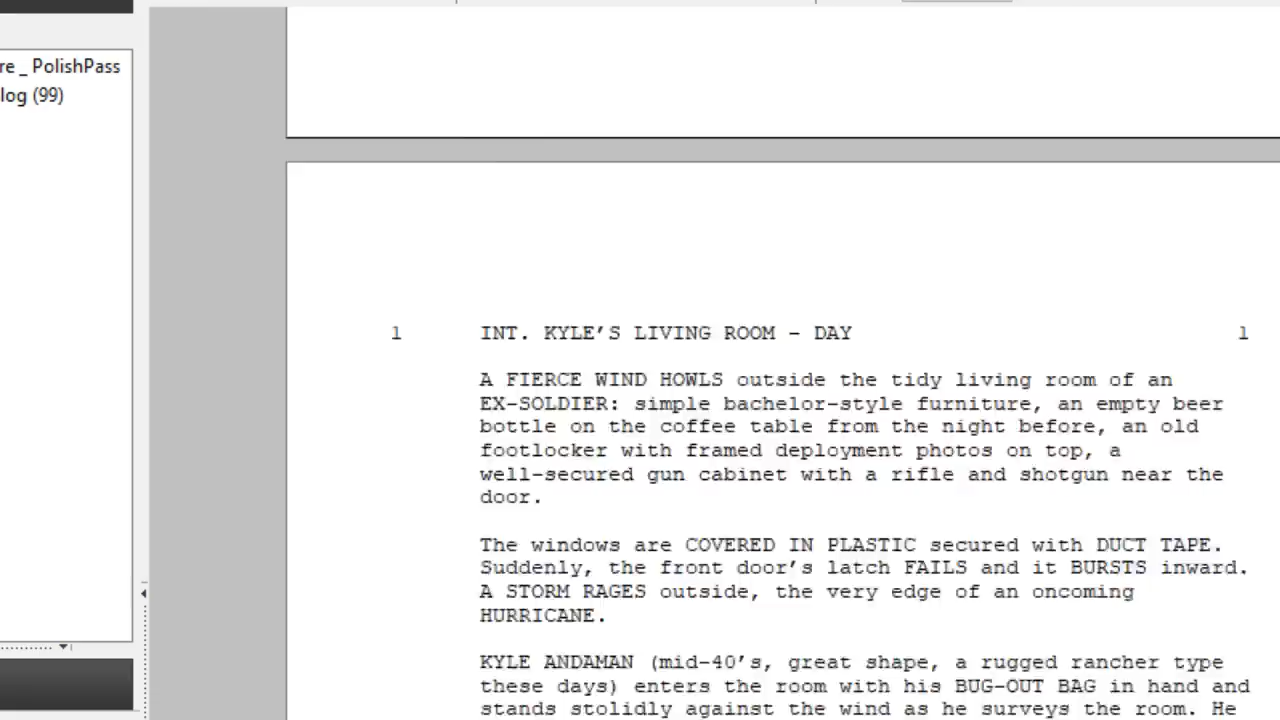 re _ PolishPass
log (99)
1 INT. KYLE'S LIVING ROOM - DAY 1
A FIERCE WIND HOWLS outside the tidy living room of an
EX-SOLDIER: simple bachelor-style furniture, an empty beer
bottle on the coffee table from the night before, an old
footlocker with framed deployment photos on top, a
well-secured gun cabinet with a rifle and shotgun near the
door.
The windows are COVERED IN PLASTIC secured with DUCT TAPE.
Suddenly, the front door's latch FAILS and it BURSTS inward.
A STORM RAGES outside, the very edge of an oncoming
HURRICANE.
KYLE ANDAMAN (mid-40's, great shape, a rugged rancher type
these days) enters the room with his BUG-OUT BAG in hand and
stands stolidly against the wind as he surveys the room. He